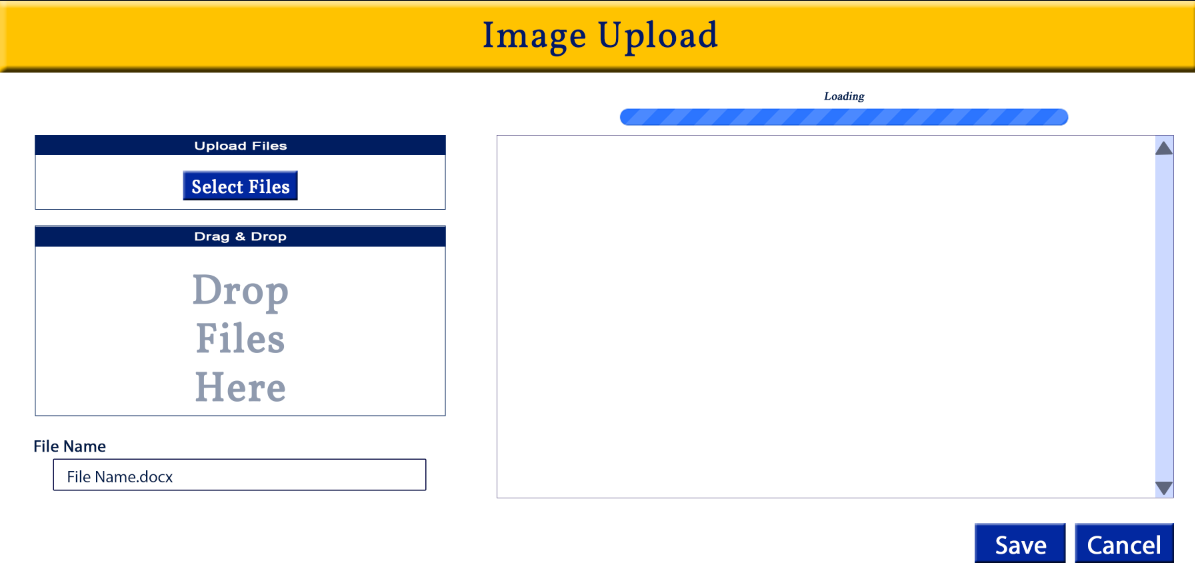 Image Upload
Loading
Upload Files
Select Files
Drag & Drop
Drop
Files
Here
File Name
File Name.docx
Save
Cancel